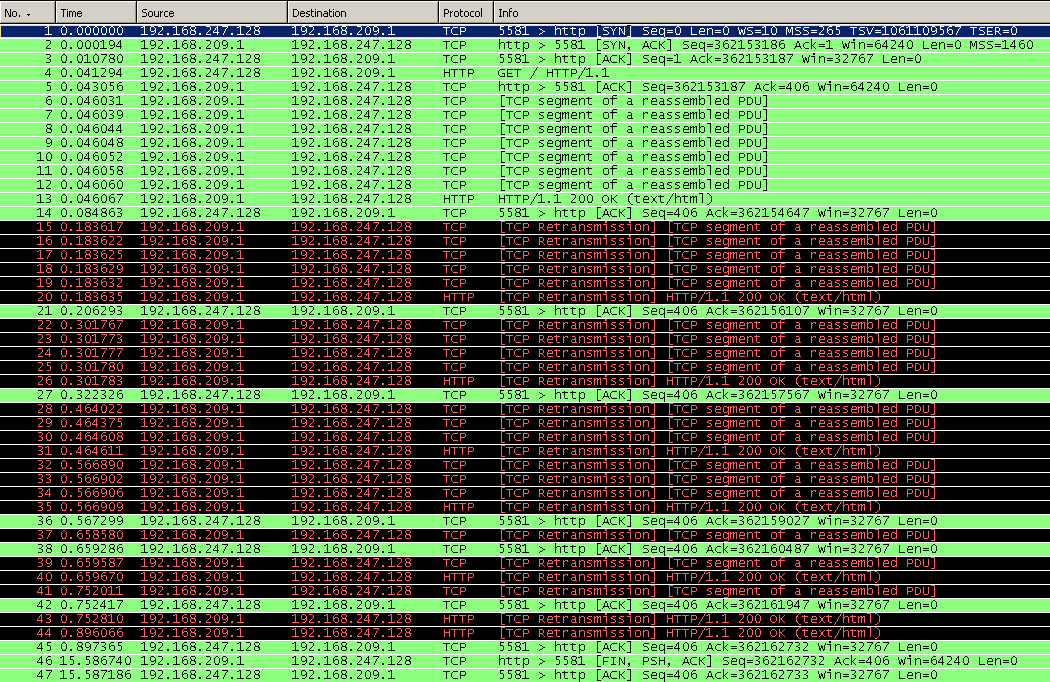 No. Time Source Destination Protocol Info
1 0.000000 192.168.247.128 192.168.209.1 TCP 5581 > http [SYN] Seq=0 Len=0 WS=10 MSS=265 TSV=1061109567 TSER=0
2 0.000194 192.168.209.1 192.168.247.128 TCP http > 5581 [SYN, ACK] Seq=362153186 Ack=1 Win=64240 Len=0 MSS=1460
3 0.010780 192.168.247.128 192.168.209.1 TCP 5581 > http [ACK] Seq=1 Ack=362153187 Win=32767 Len=0
4 0.041294 192.168.247.128 192.168.209.1 HTTP GET / HTTP/1.1
5 0.043056 192.168.209.1 192.168.247.128 TCP http > 5581 [ACK] Seq=362153187 Ack=406 Win=64240 Len=0
6 0.046031 192.168.209.1 192.168.247.128 TCP [TCP segment of a reassembled PDU]
7 0.046039 192.168.209.1 192.168.247.128 TCP [TCP segment of a reassembled PDU]
8 0.046044 192.168.209.1 192.168.247.128 TCP [TCP segment of a reassembled PDU]
9 0.046048 192.168.209.1 192.168.247.128 TCP [TCP segment of a reassembled PDU]
10 0.046052 192.168.209.1 192.168.247.128 TCP [TCP segment of a reassembled PDU]
11 0.046058 192.168.209.1 192.168.247.128 TCP [TCP segment of a reassembled PDU]
12 0.046060 192.168.209.1 192.168.247.128 TCP [TCP segment of a reassembled PDU]
13 0.046067 192.168.209.1 192.168.247.128 HTTP HTTP/1.1 200 OK (text/html)
14 0.084863 192.168.247.128 192.168.209.1 TCP 5581 > http [ACK] Seq=406 Ack=362154647 Win=32767 Len=0
15 0.183617 192.168.209.1 192.168.247.128 TCP [TCP Retransmission] [TCP segment of a reassembled PDU]
16 0.183622 192.168.209.1 192.168.247.128 TCP [TCP Retransmission] [TCP segment of a reassembled PDU]
17 0.183625 192.168.209.1 192.168.247.128 TCP [TCP Retransmission] [TCP segment of a reassembled PDU]
18 0.183629 192.168.209.1 192.168.247.128 TCP [TCP Retransmission] [TCP segment of a reassembled PDU]
19 0.183632 192.168.209.1 192.168.247.128 TCP [TCP Retransmission] [TCP segment of a reassembled PDU]
20 0.183635 192.168.209.1 192.168.247.128 HTTP [TCP Retransmission] HTTP/1.1 200 OK (text/html)
21 0.206293 192.168.247.128 192.168.209.1 TCP 5581 > http [ACK] Seq=406 Ack=362156107 Win=32767 Len=0
22 0.301767 192.168.209.1 192.168.247.128 TCP [TCP Retransmission] [TCP segment of a reassembled PDU]
23 0.301773 192.168.209.1 192.168.247.128 TCP [TCP Retransmission] [TCP segment of a reassembled PDU]
24 0.301777 192.168.209.1 192.168.247.128 TCP [TCP Retransmission] [TCP segment of a reassembled PDU]
25 0.301780 192.168.209.1 192.168.247.128 TCP [TCP Retransmission] [TCP segment of a reassembled PDU]
26 0.301783 192.168.209.1 192.168.247.128 HTTP [TCP Retransmission] HTTP/1.1 200 OK (text/html)
27 0.322326 192.168.247.128 192.168.209.1 TCP 5581 > http [ACK] Seq=406 Ack=362157567 Win=32767 Len=0
28 0.464022 192.168.209.1 192.168.247.128 TCP [TCP Retransmission] [TCP segment of a reassembled PDU]
29 0.464375 192.168.209.1 192.168.247.128 TCP [TCP Retransmission] [TCP segment of a reassembled PDU]
30 0.464608 192.168.209.1 192.168.247.128 TCP [TCP Retransmission] [TCP segment of a reassembled PDU]
31 0.464611 192.168.209.1 192.168.247.128 HTTP [TCP Retransmission] HTTP/1.1 200 OK (text/html)
32 0.566890 192.168.209.1 192.168.247.128 TCP [TCP Retransmission] [TCP segment of a reassembled PDU]
33 0.566902 192.168.209.1 192.168.247.128 TCP [TCP Retransmission] [TCP segment of a reassembled PDU]
34 0.566906 192.168.209.1 192.168.247.128 TCP [TCP Retransmission] [TCP segment of a reassembled PDU]
35 0.566909 192.168.209.1 192.168.247.128 HTTP [TCP Retransmission] HTTP/1.1 200 OK (text/html)
36 0.567299 192.168.247.128 192.168.209.1 TCP 5581 > http [ACK] Seq=406 Ack=362159027 Win=32767 Len=0
37 0.658580 192.168.209.1 192.168.247.128 TCP [TCP Retransmission] [TCP segment of a reassembled PDU]
38 0.659286 192.168.247.128 192.168.209.1 TCP 5581 > http [ACK] Seq=406 Ack=362160487 Win=32767 Len=0
39 0.659587 192.168.209.1 192.168.247.128 TCP [TCP Retransmission] [TCP segment of a reassembled PDU]
40 0.659670 192.168.209.1 192.168.247.128 HTTP [TCP Retransmission] HTTP/1.1 200 OK (text/html)
41 0.752011 192.168.209.1 192.168.247.128 TCP [TCP Retransmission] [TCP segment of a reassembled PDU]
42 0.752417 192.168.247.128 192.168.209.1 TCP 5581 > http [ACK] Seq=406 Ack=362161947 Win=32767 Len=0
43 0.752810 192.168.209.1 192.168.247.128 HTTP [TCP Retransmission] HTTP/1.1 200 OK (text/html)
44 0.896066 192.168.209.1 192.168.247.128 HTTP [TCP Retransmission] HTTP/1.1 200 OK (text/html)
45 0.897365 192.168.247.128 192.168.209.1 TCP 5581 > http [ACK] Seq=406 Ack=362162732 Win=32767 Len=0
46 15.586740 192.168.209.1 192.168.247.128 TCP http > 5581 [FIN, PSH, ACK] Seq=362162732 Ack=406 Win=64240 Len=0
47 15.587186 192.168.247.128 192.168.209.1 TCP 5581 > http [ACK] Seq=406 Ack=362162733 Win=32767 Len=0